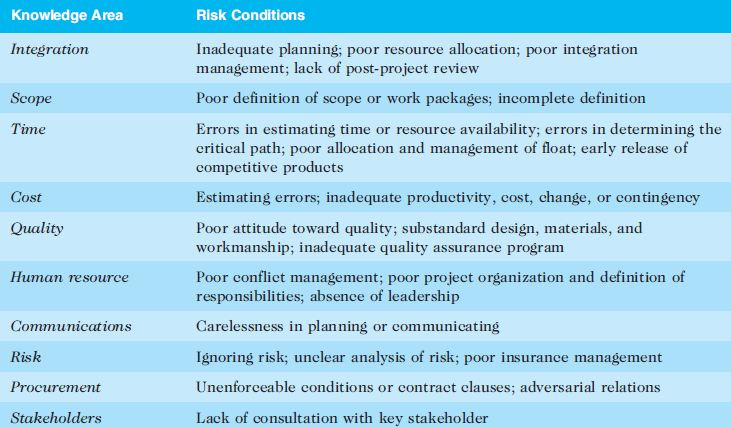 Knowledge Area Risk Conditions
Integration Inadequate planning; poor resource allocation; poor integration
management; lack of post-project review
Scope Poor definition of scope or work packages; incomplete definition
Time Errors in estimating time or resource availability; errors in determining the
critical path; poor allocation and management of float; early release of
competitive products
Cost Estimating errors; inadequate productivity, cost, change, or contingency
Quality Poor attitude toward quality; substandard design, materials, and
workmanship; inadequate quality assurance program
Human resource Poor conflict management; poor project organization and definition of
responsibilities; absence of leadership
Communications Carelessness in planning or communicating
Risk Ignoring risk; unclear analysis of risk; poor insurance management
Procurement Unenforceable conditions or contract clauses; adversarial relations
Stakeholders Lack of consultation with key stakeholder